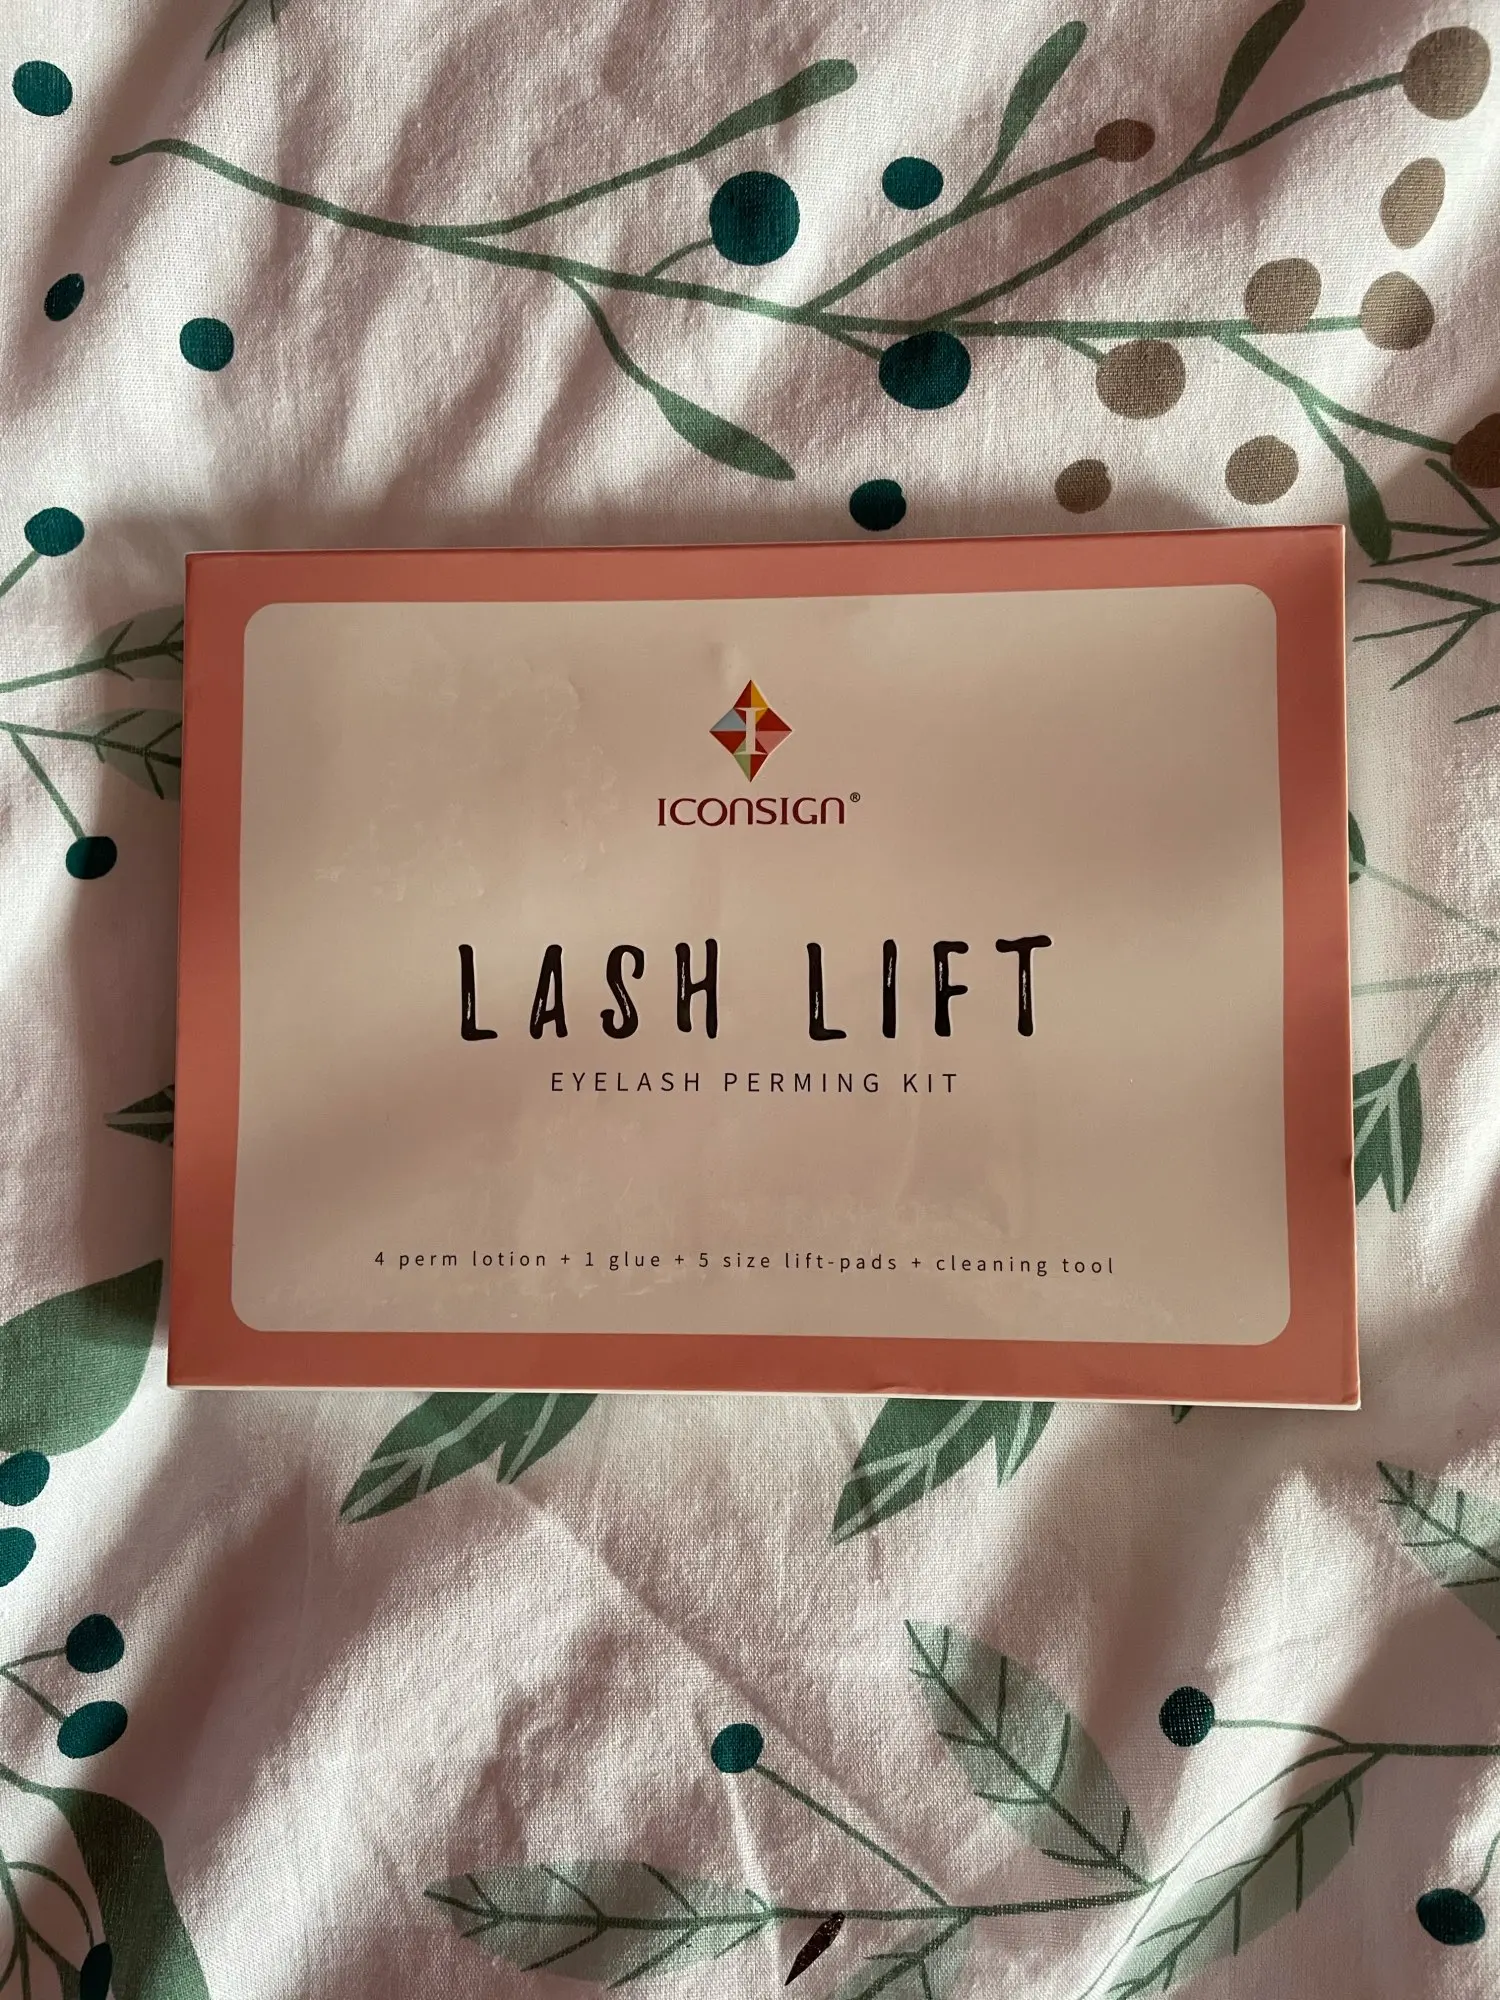 I
ICONSIGN®
LASH LIFT
EYELASH PERMING KIT
4 perm lotion + 1 glue + 5 size lift-pads + cleaning tool